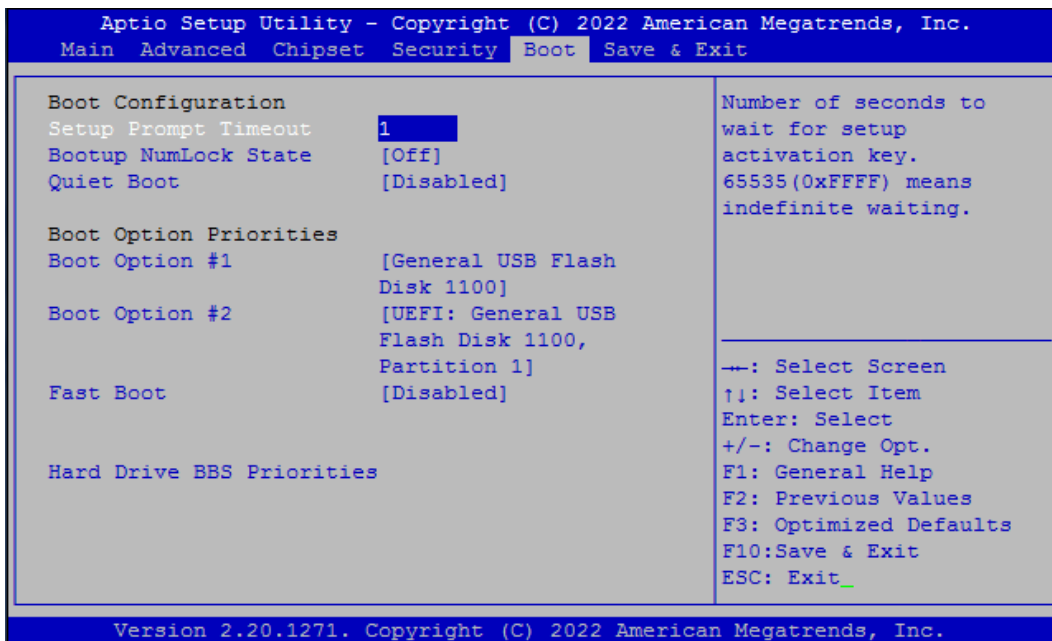 Aptio Setup Utility - Copyright (C) 2022 American Megatrends, Inc.
Main Advanced Chipset Security Boot Save & Exit
Boot Configuration
Setup Prompt Timeout 1
Bootup NumLock State [Off]
Quiet Boot [Disabled]
Boot Option Priorities
Boot Option #1 [General USB Flash
Disk 1100]
Boot Option #2 [UEFI: General USB
Flash Disk 1100,
Partition 1]
Fast Boot [Disabled]
Hard Drive BBS Priorities
Number of seconds to
wait for setup
activation key.
65535(0xFFFF) means
indefinite waiting.
→←: Select Screen
↑↓: Select Item
Enter: Select
+/-: Change Opt.
F1: General Help
F2: Previous Values
F3: Optimized Defaults
F10:Save & Exit
ESC: Exit_
Version 2.20.1271. Copyright (C) 2022 American Megatrends, Inc.